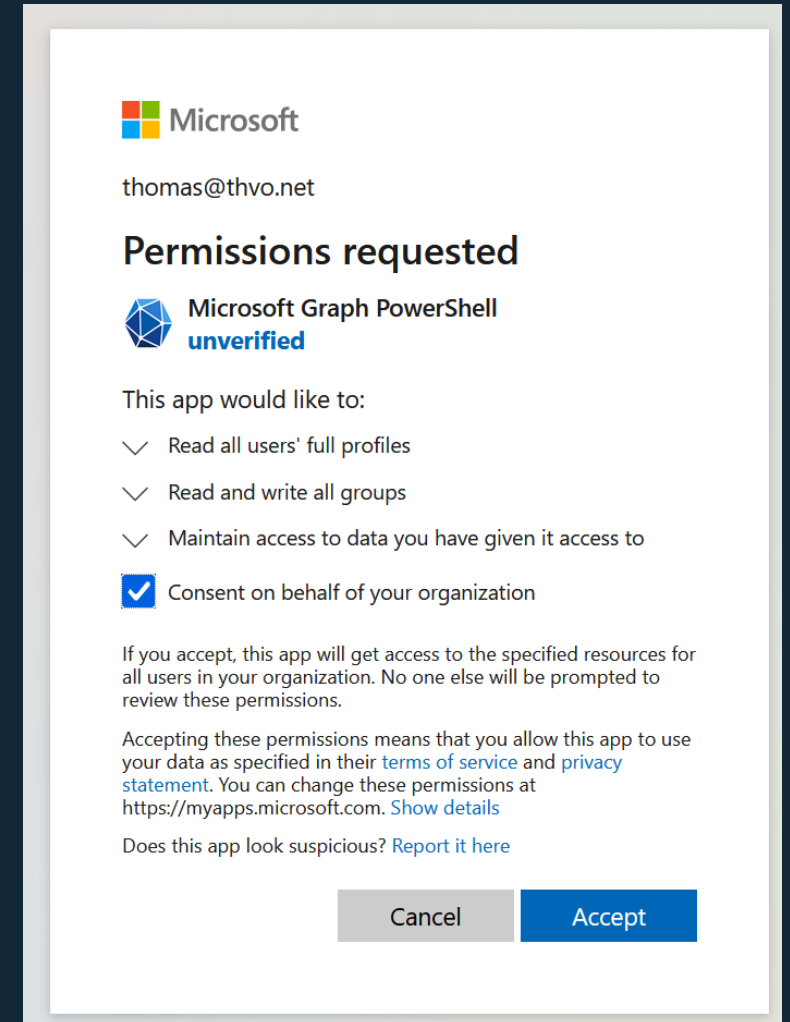 Microsoft
thomas@thvo.net
Permissions requested
Microsoft Graph PowerShell
unverified
This app would like to:
Read all users' full profiles
Read and write all groups
Maintain access to data you have given it access to
Consent on behalf of your organization
If you accept, this app will get access to the specified resources for
all users in your organization. No one else will be prompted to
review these permissions.
Accepting these permissions means that you allow this app to use
your data as specified in their terms of service and privacy
statement. You can change these permissions at
https://myapps.microsoft.com. Show details
Does this app look suspicious? Report it here
Cancel
Accept